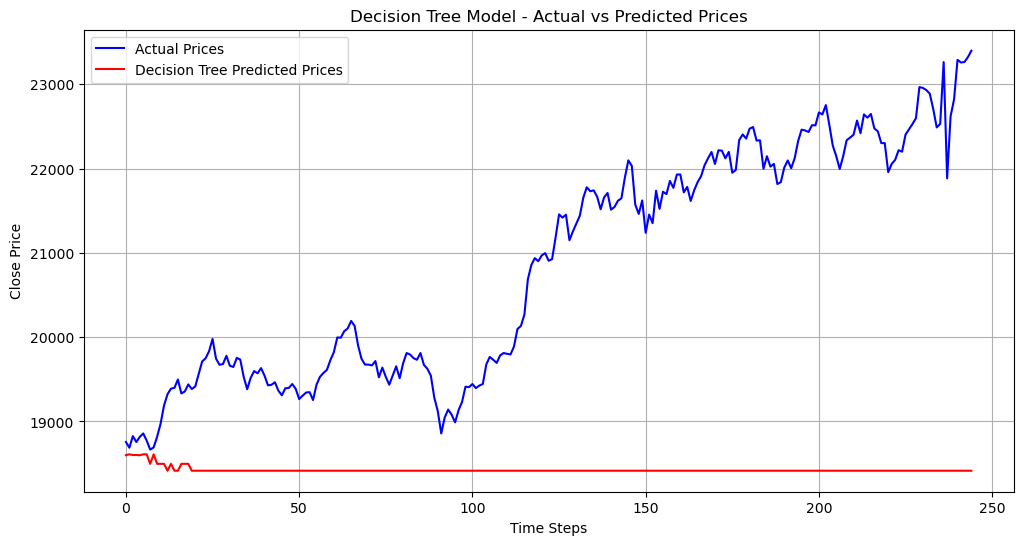 Decision Tree Model - Actual vs Predicted Prices
Actual Prices
Decision Tree Predicted Prices
Close Price
23000
22000
21000
20000
19000
0
50
100
150
200
250
Time Steps